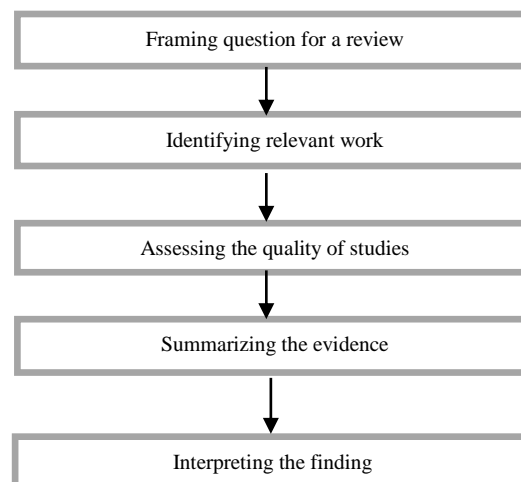 Framing question for a review
Identifying relevant work
Assessing the quality of studies
Summarizing the evidence
Interpreting the finding